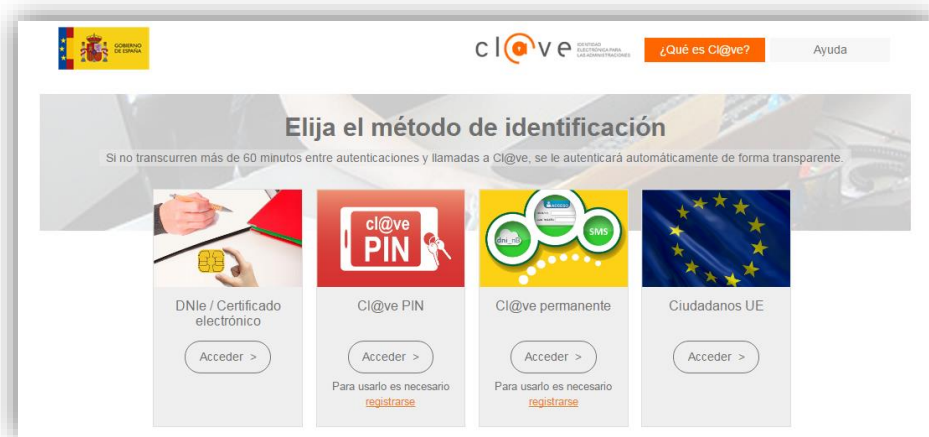 GOBIERNO
DE ESPAÑA
cl@ve
IDENTIDAD
ELECTRÓNICA PARA
LAS ADMINISTRACIONES
¿Qué es Cl@ve?
Ayuda
Elija el método de identificación
Si no transcurren más de 60 minutos entre autenticaciones y llamadas a Cl@ve, se le autenticará automáticamente de forma transparente.
cl@ve
PIN
dni_nb
SMS
DNIe / Certificado
electrónico
Cl@ve PIN
Cl@ve permanente
Ciudadanos UE
Acceder >
Acceder >
Acceder >
Acceder >
Para usarlo es necesario
registrarse
Para usarlo es necesario
registrarse